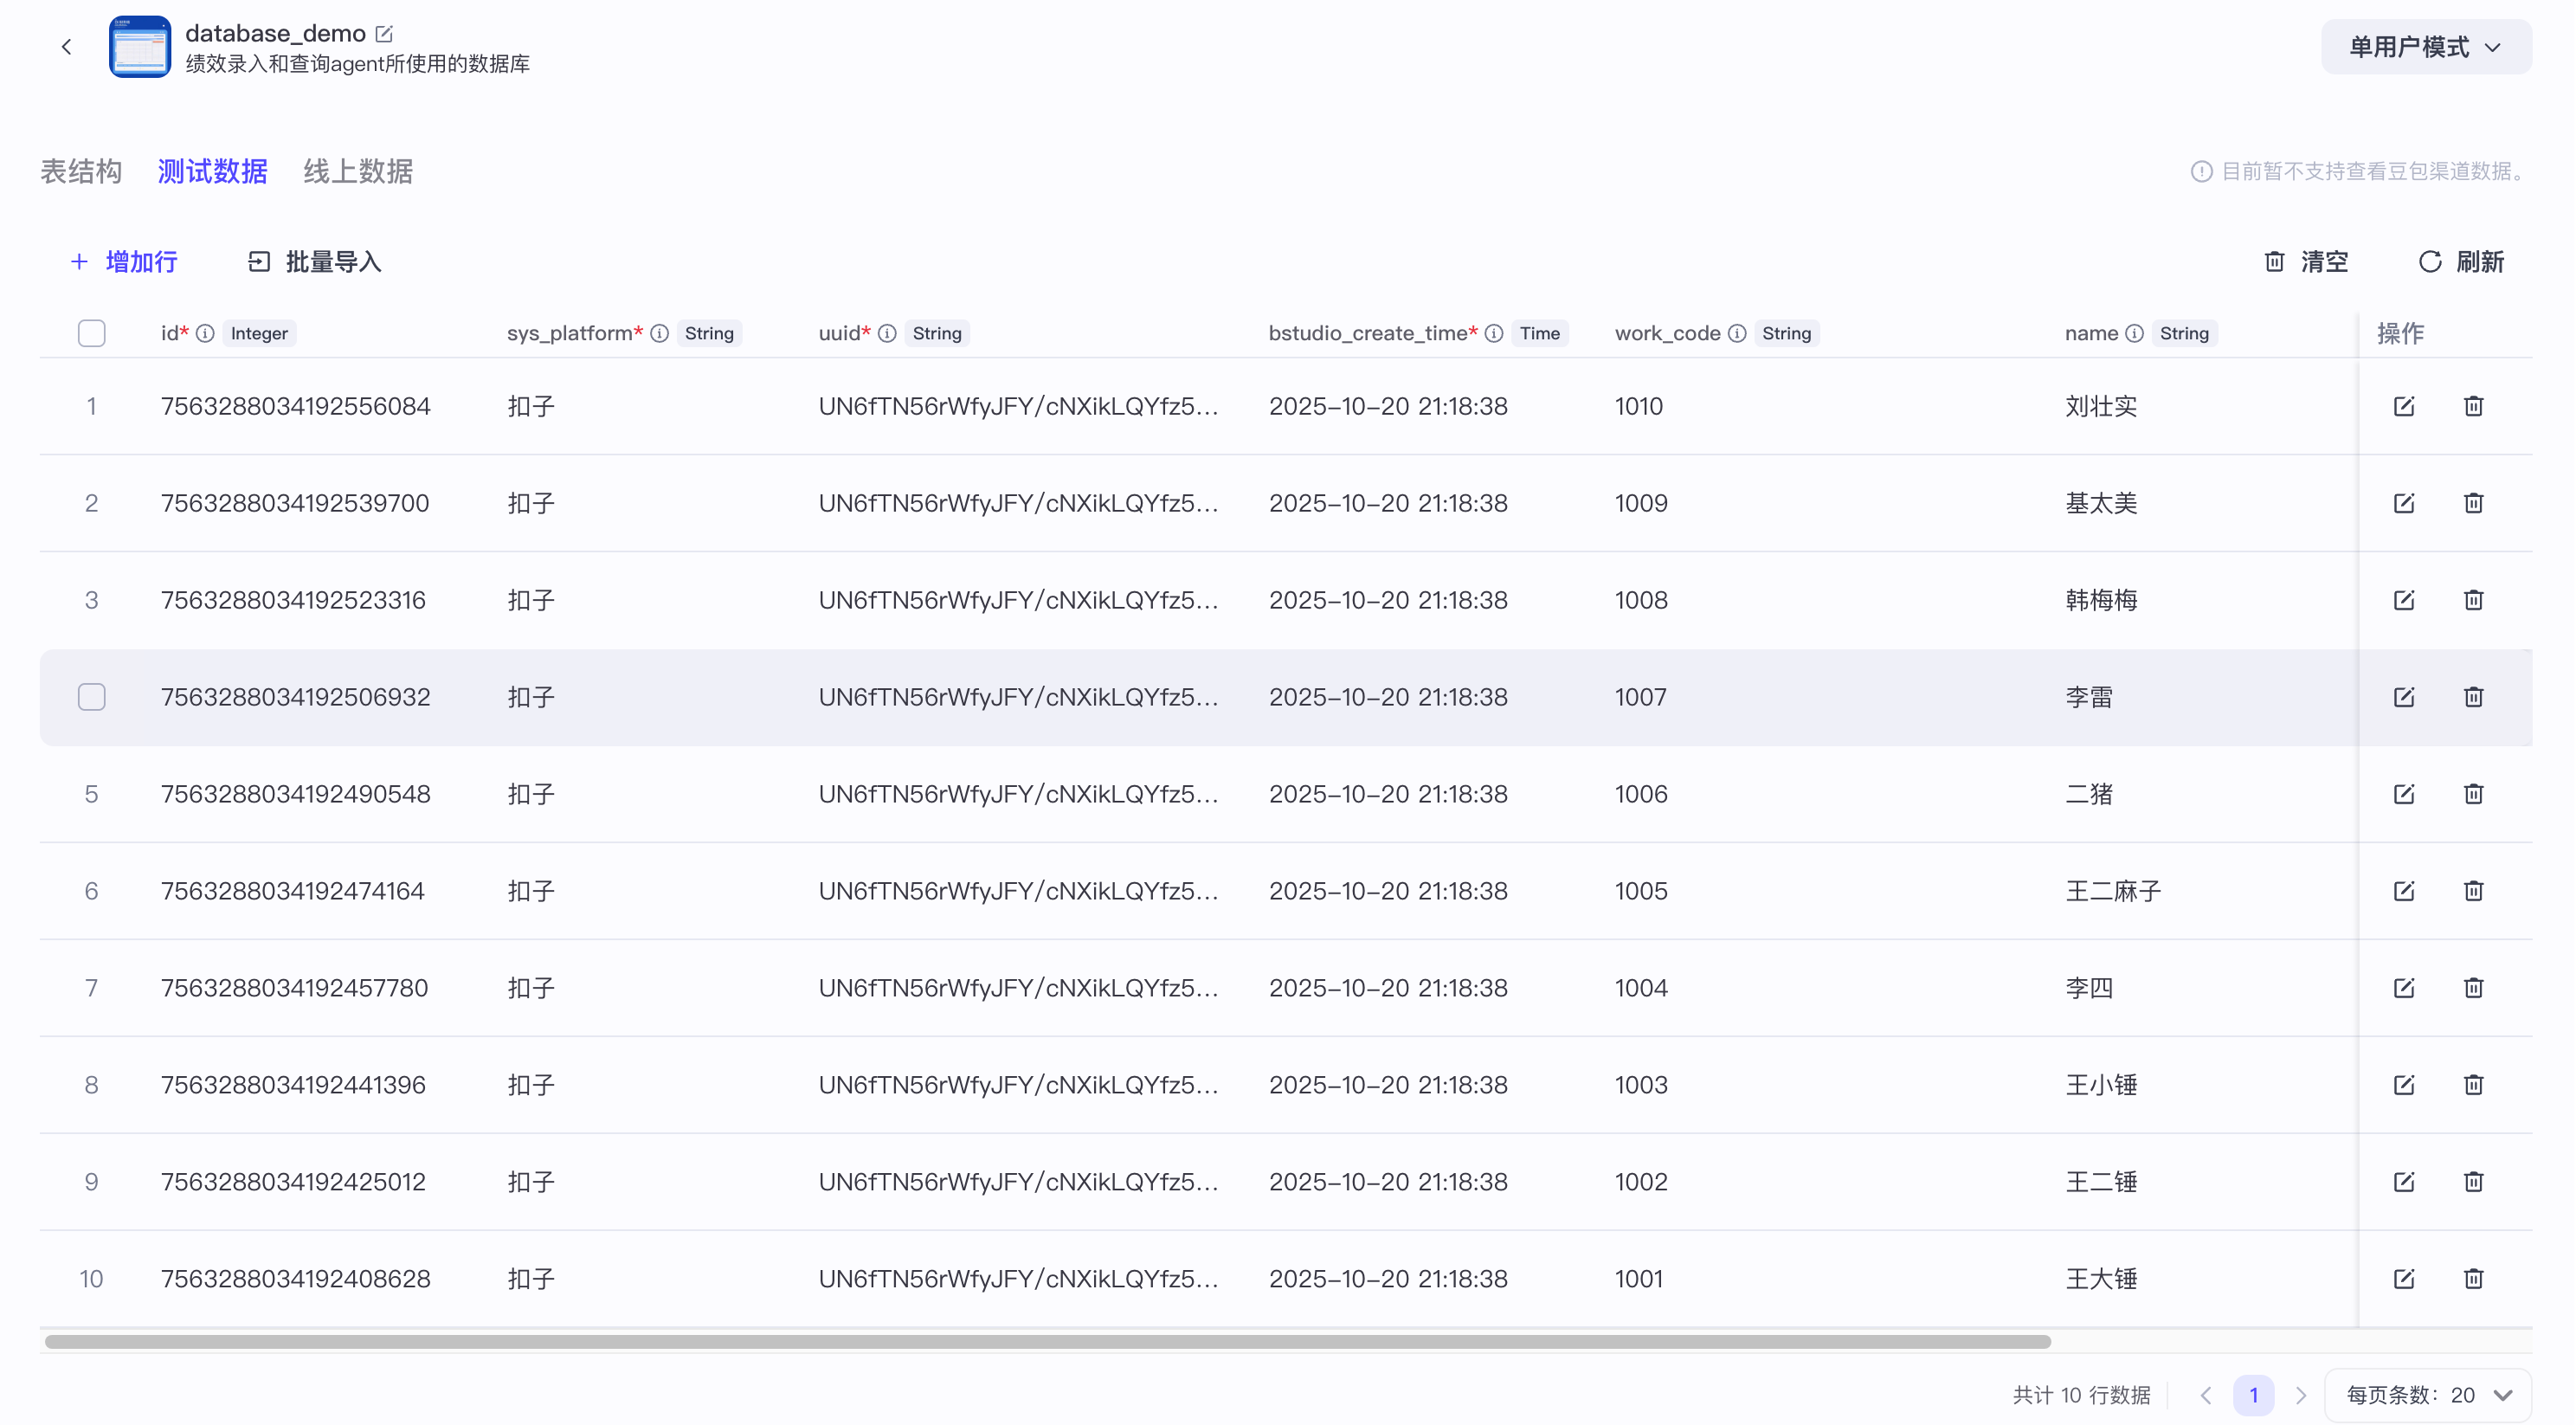 database_demo
绩效录入和查询agent所使用的数据库
单用户模式
表结构 测试数据 线上数据
目前暂不支持查看豆包渠道数据。
增加行 批量导入 清空 刷新
id* Integer sys_platform* String uuid* String bstudio_create_time* Time work_code String name String 操作
1 7563288034192556084 扣子 UN6fTN56rWfyJFY/cNXikLQYfz5... 2025-10-20 21:18:38 1010 刘壮实
2 7563288034192539700 扣子 UN6fTN56rWfyJFY/cNXikLQYfz5... 2025-10-20 21:18:38 1009 基太美
3 7563288034192523316 扣子 UN6fTN56rWfyJFY/cNXikLQYfz5... 2025-10-20 21:18:38 1008 韩梅梅
7563288034192506932 扣子 UN6fTN56rWfyJFY/cNXikLQYfz5... 2025-10-20 21:18:38 1007 李雷
5 7563288034192490548 扣子 UN6fTN56rWfyJFY/cNXikLQYfz5... 2025-10-20 21:18:38 1006 二猪
6 7563288034192474164 扣子 UN6fTN56rWfyJFY/cNXikLQYfz5... 2025-10-20 21:18:38 1005 王二麻子
7 7563288034192457780 扣子 UN6fTN56rWfyJFY/cNXikLQYfz5... 2025-10-20 21:18:38 1004 李四
8 7563288034192441396 扣子 UN6fTN56rWfyJFY/cNXikLQYfz5... 2025-10-20 21:18:38 1003 王小锤
9 7563288034192425012 扣子 UN6fTN56rWfyJFY/cNXikLQYfz5... 2025-10-20 21:18:38 1002 王二锤
10 7563288034192408628 扣子 UN6fTN56rWfyJFY/cNXikLQYfz5... 2025-10-20 21:18:38 1001 王大锤
共计 10 行数据 1 每页条数：20